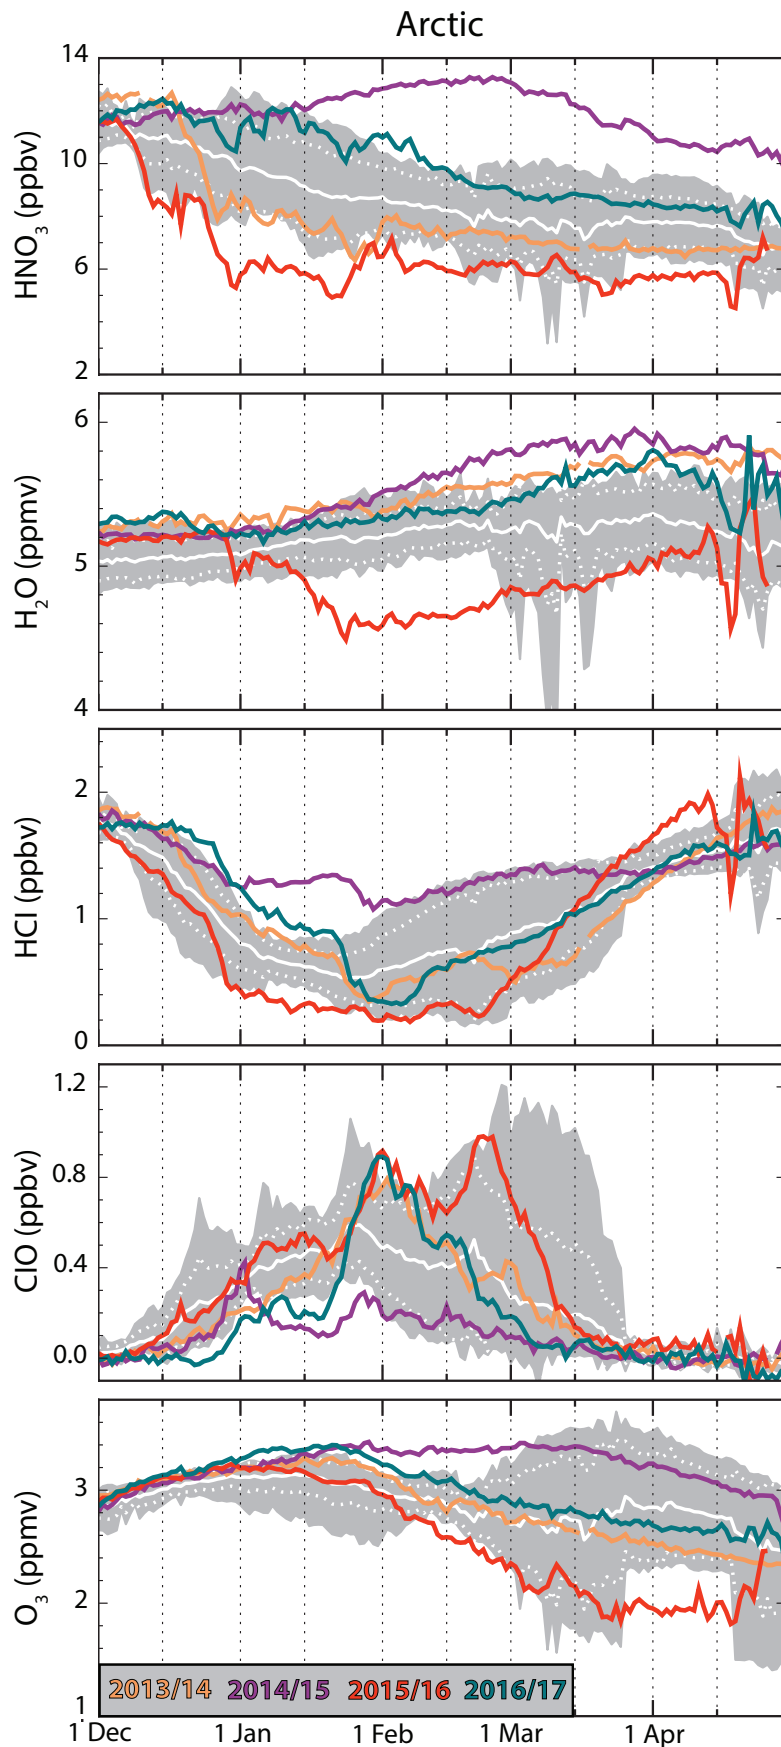 Arctic
HNO₃ (ppbv)
14
10
6
2
H₂O (ppmv)
6
5
4
HCl (ppbv)
2
1
0
ClO (ppbv)
1.2
0.8
0.4
0.0
O₃ (ppmv)
3
2
1
2013/14 2014/15 2015/16 2016/17
1 Dec 1 Jan 1 Feb 1 Mar 1 Apr